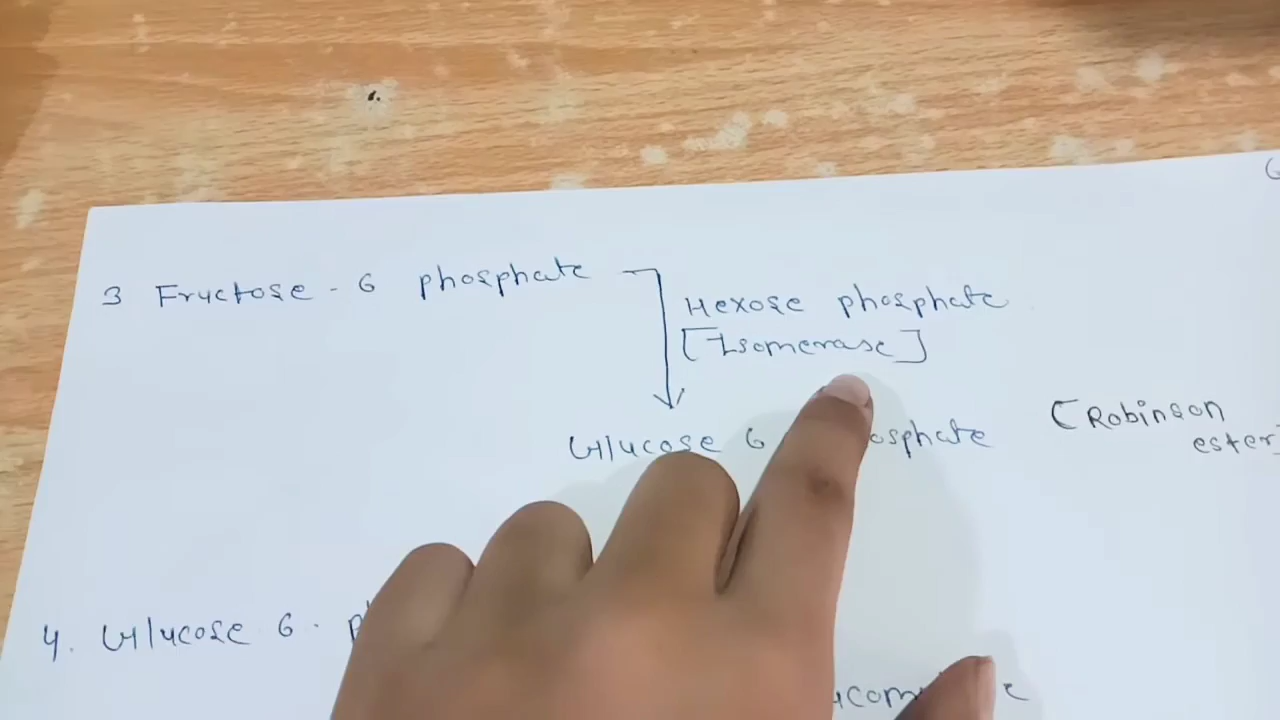 3 Fructose - 6 phosphate
Hexose phosphate
[Isomerase]
Glucose 6 osphate [Robinson
ester]
4. Glucose 6 .